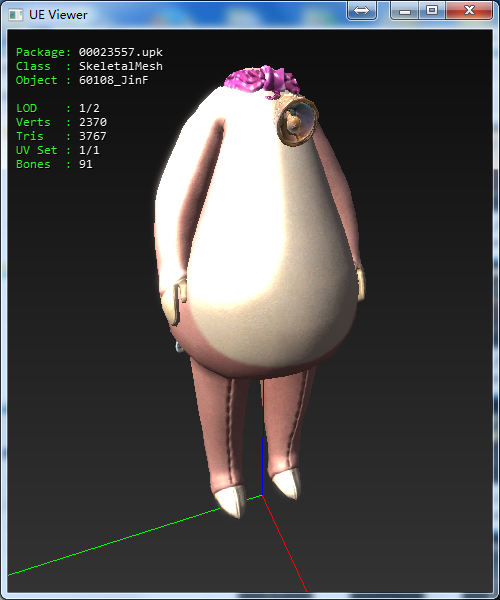 UE Viewer
Package: 00023557.upk
Class : SkeletalMesh
Object : 60108_JinF
LOD : 1/2
Verts : 2370
Tris : 3767
UV Set : 1/1
Bones : 91